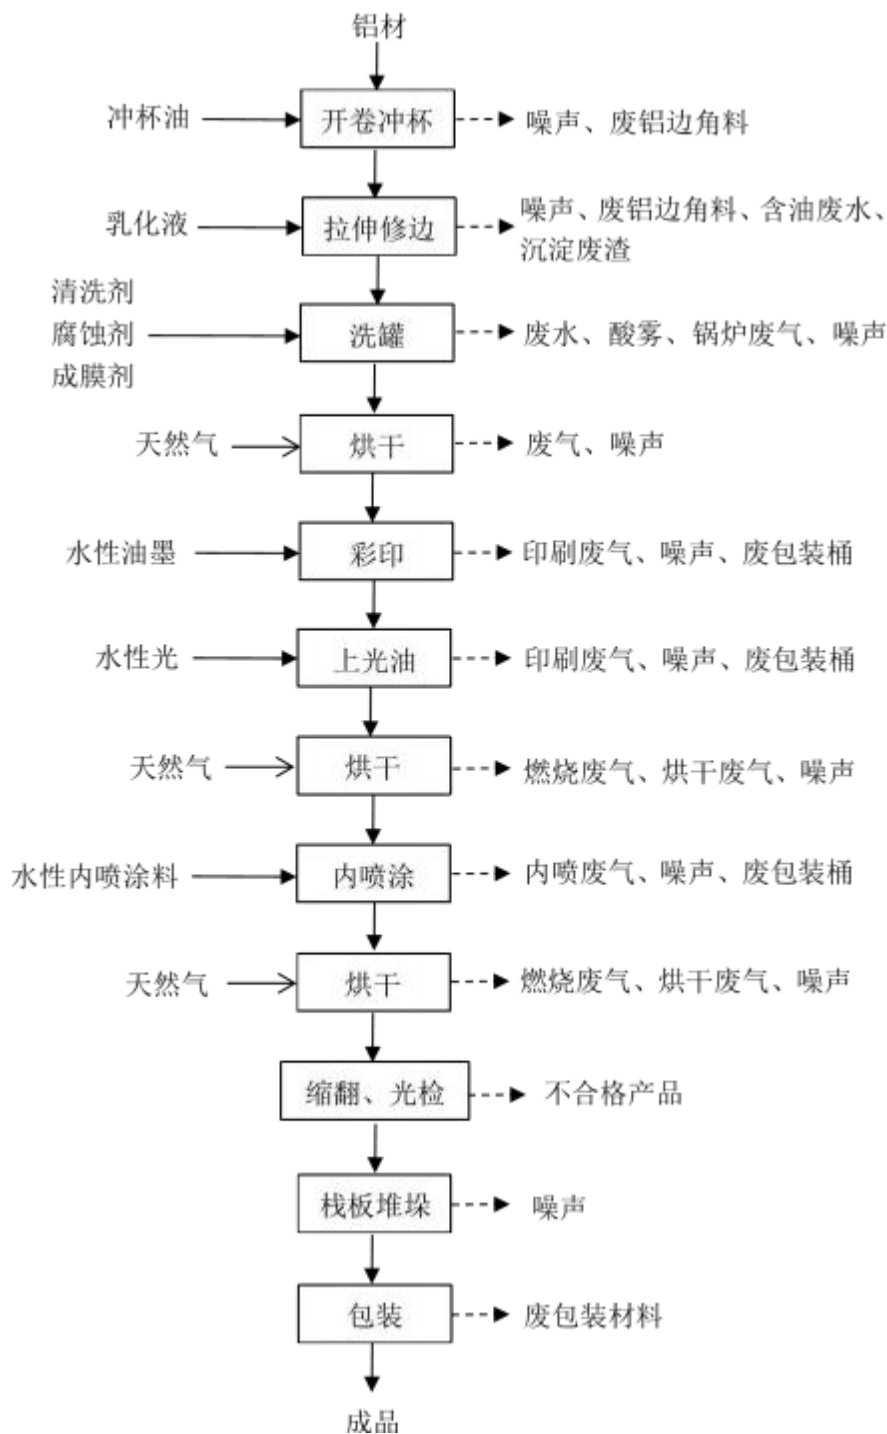 铝材
冲杯油
开卷冲杯
噪声、废铝边角料
乳化液
拉伸修边
噪声、废铝边角料、含油废水、
沉淀废渣
清洗剂
腐蚀剂
成膜剂
洗罐
废水、酸雾、锅炉废气、噪声
天然气
烘干
废气、噪声
水性油墨
彩印
印刷废气、噪声、废包装桶
水性光
上光油
印刷废气、噪声、废包装桶
天然气
烘干
燃烧废气、烘干废气、噪声
水性内喷涂料
内喷涂
内喷废气、噪声、废包装桶
天然气
烘干
燃烧废气、烘干废气、噪声
缩翻、光检
不合格产品
栈板堆垛
噪声
包装
废包装材料
成品